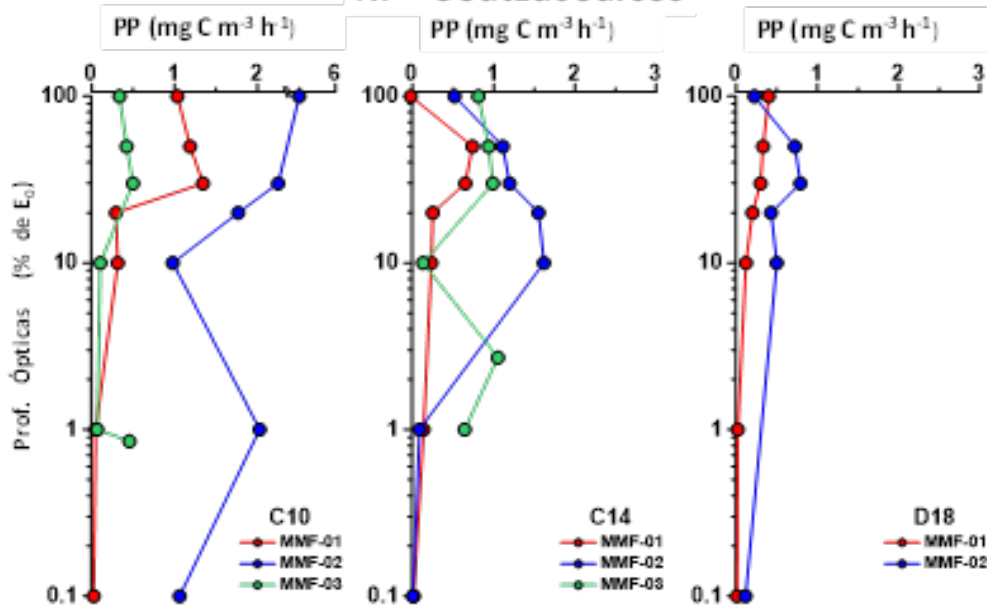 PP (mg C m⁻³ h⁻¹) PP (mg C m⁻³ h⁻¹) PP (mg C m⁻³ h⁻¹)
0 1 2 6 0 1 2 3 0 1 2 3
100 100 100
10 10 10
1 1 1
0.1 0.1 0.1
Prof. Ópticas (% de E₀)
C10
MMF-01
MMF-02
MMF-03
C14
MMF-01
MMF-02
MMF-03
D18
MMF-01
MMF-02